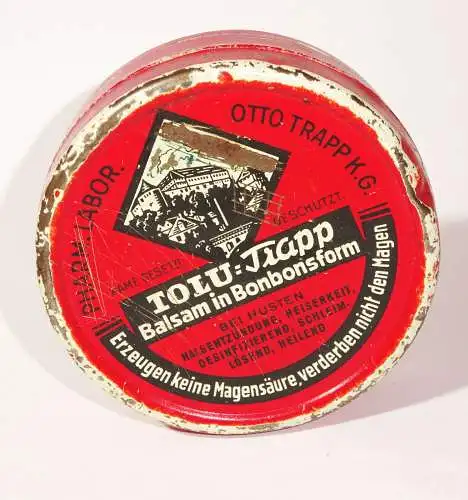 PHARM. LABOR.
OTTO TRAPP K.G.
NAME GESETZL.
GESCHÜTZT.
TOLU=Trapp
Balsam in Bonbonsform
BEI HUSTEN
HALSENTZÜNDUNG, HEISERKEIT,
DESINFIZIEREND, SCHLEIM-
LÖSEND, HEILEND
Erzeugen keine Magensäure, verderben nicht den Magen